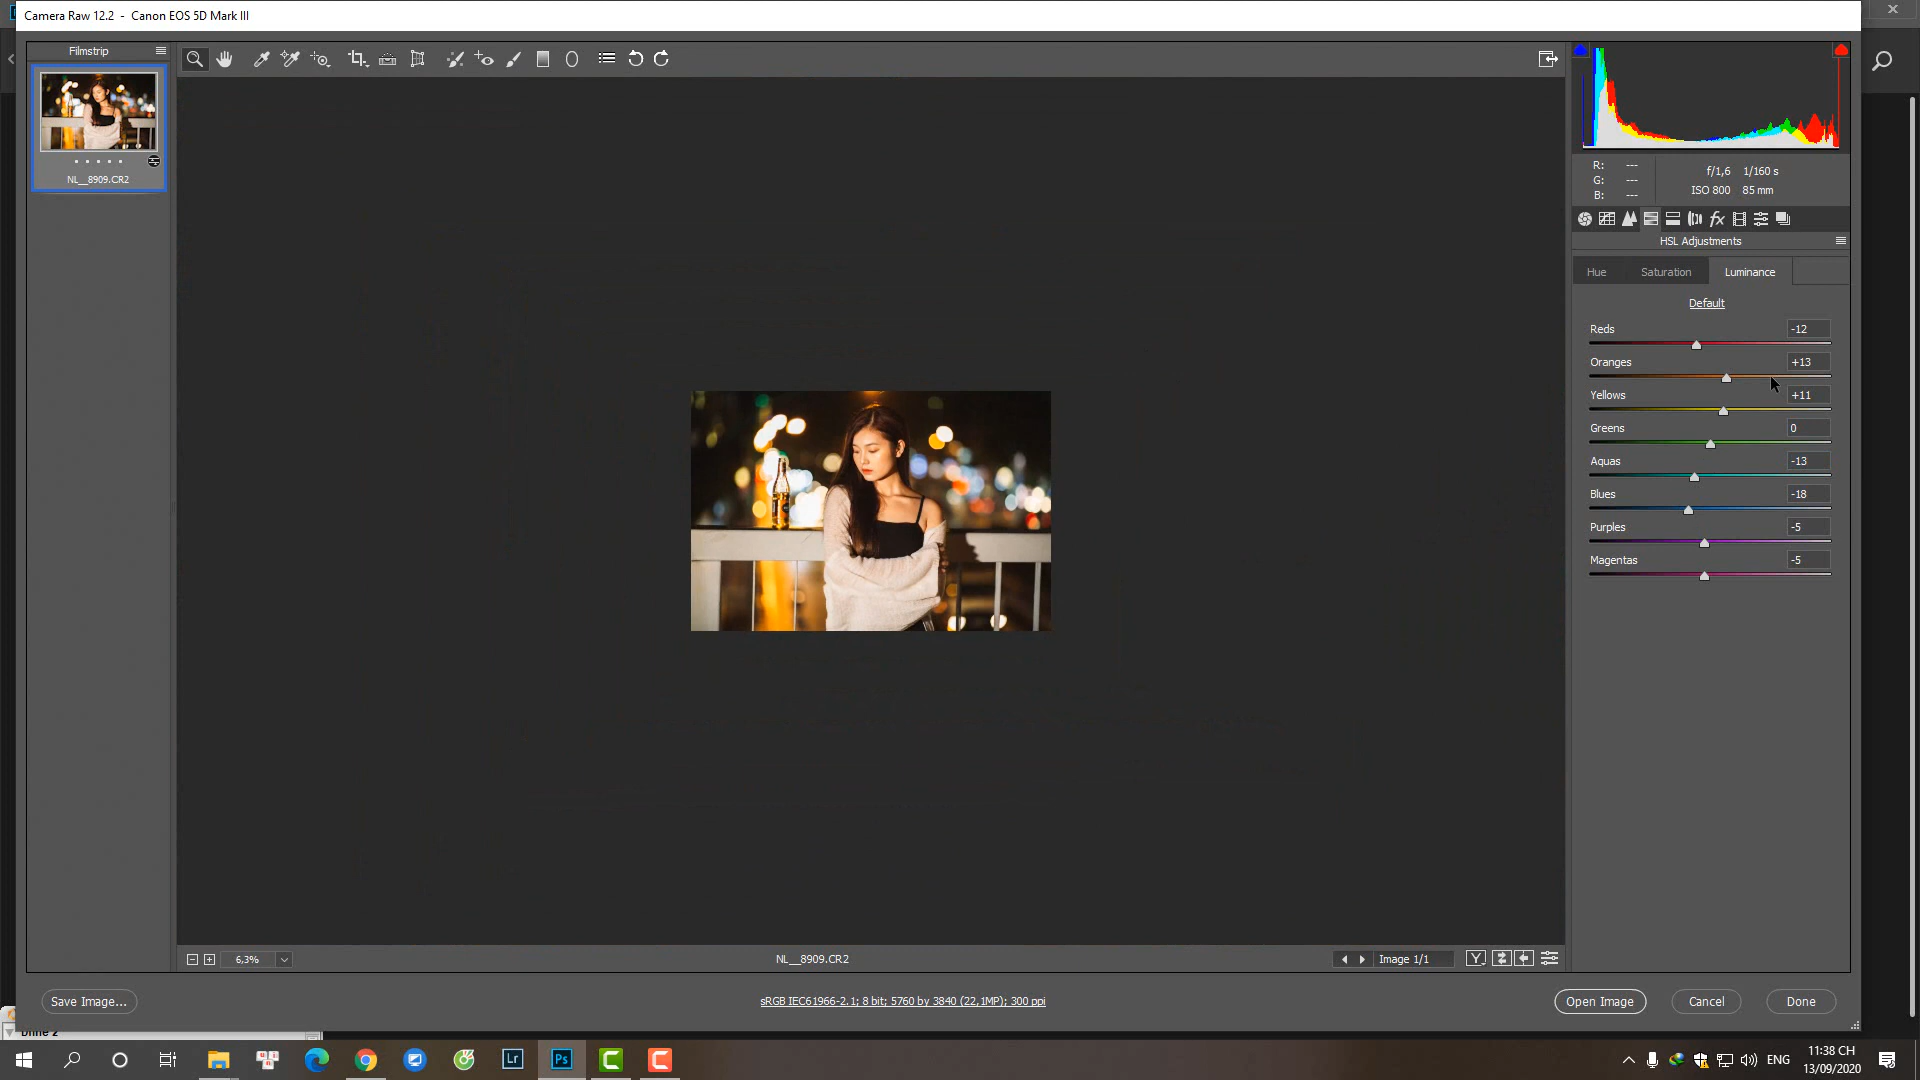 Camera Raw 12.2 - Canon EOS 5D Mark III
Filmstrip
NL__8909.CR2
R: ---
G: ---
B: ---
f/1,6 1/160 s
ISO 800 85 mm
fx
HSL Adjustments
Hue Saturation Luminance
Default
Reds -12
Oranges +13
Yellows +11
Greens 0
Aquas -13
Blues -18
Purples -5
Magentas -5
6,3%
NL__8909.CR2
Image 1/1
Y
Save Image...
sRGB IEC61966-2.1; 8 bit; 5760 by 3840 (22,1MP); 300 ppi
Open Image
Cancel
Done
Lr
Ps
ENG
11:38 CH
13/09/2020